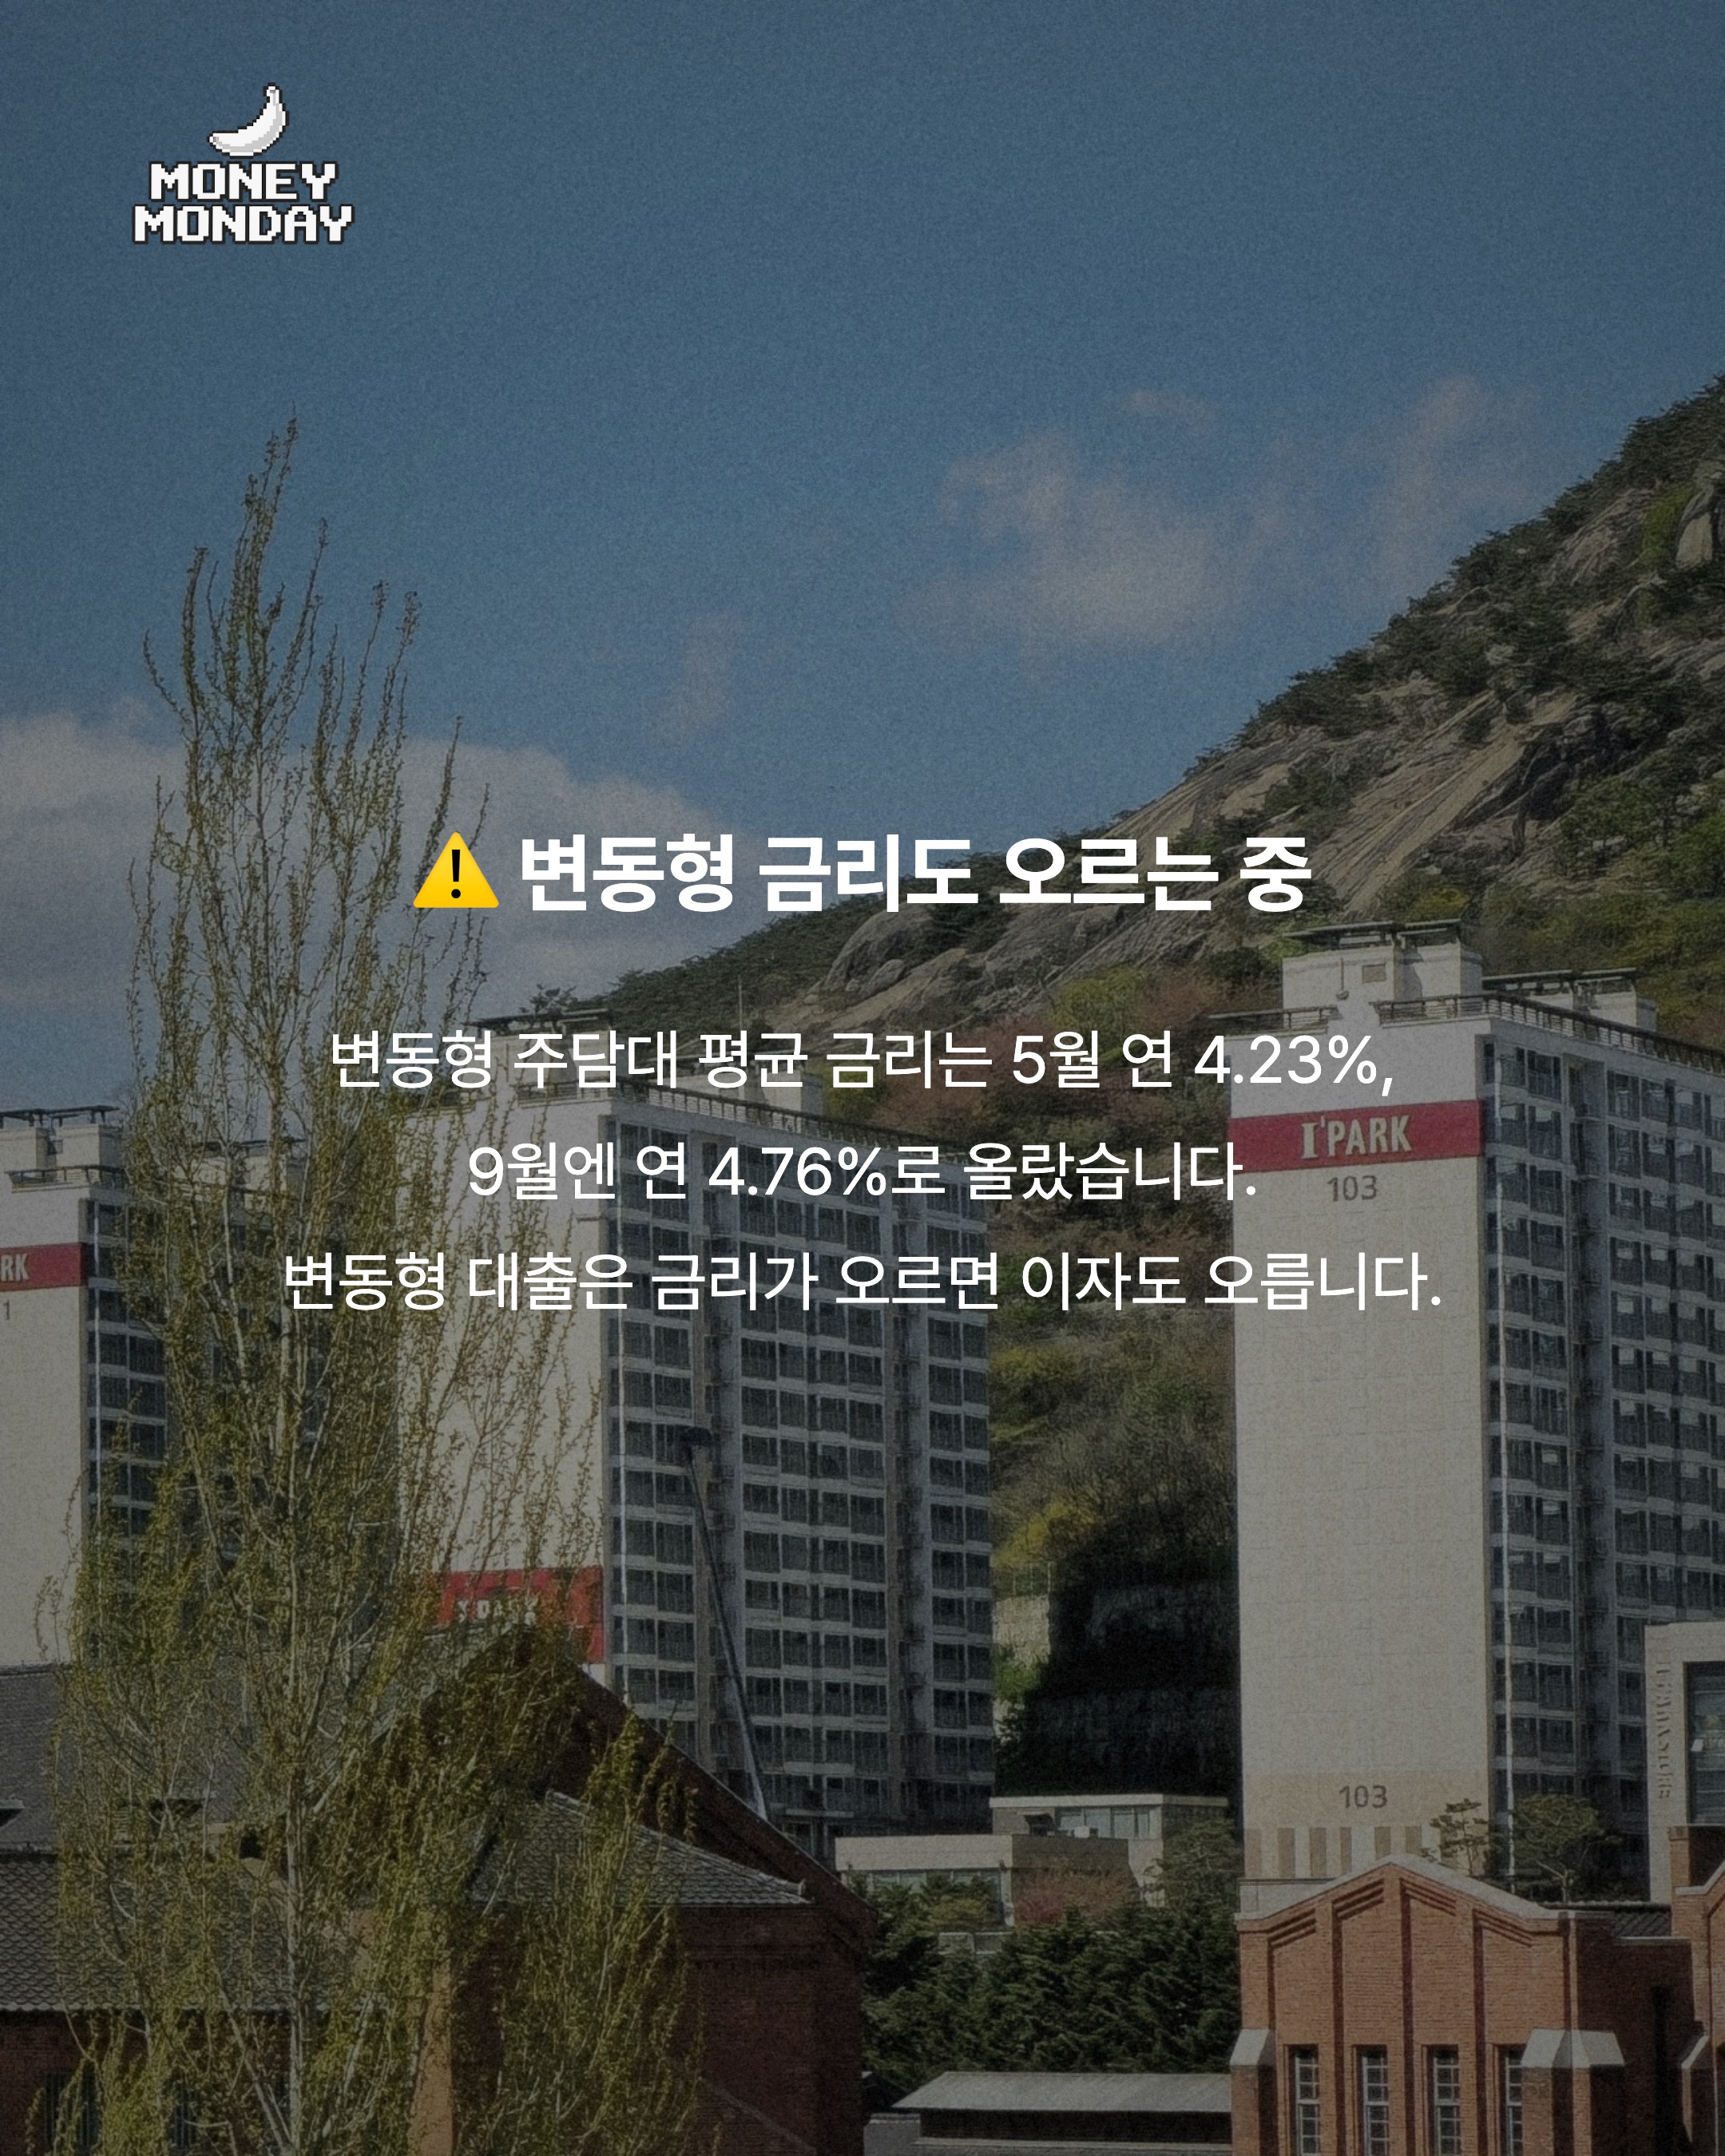 MONEY
MONDAY
⚠️ 변동형 금리도 오르는 중
변동형 주담대 평균 금리는 5월 연 4.23%,
9월엔 연 4.76%로 올랐습니다.
변동형 대출은 금리가 오르면 이자도 오릅니다.
I'PARK
103
RK
1
I'PARK
103